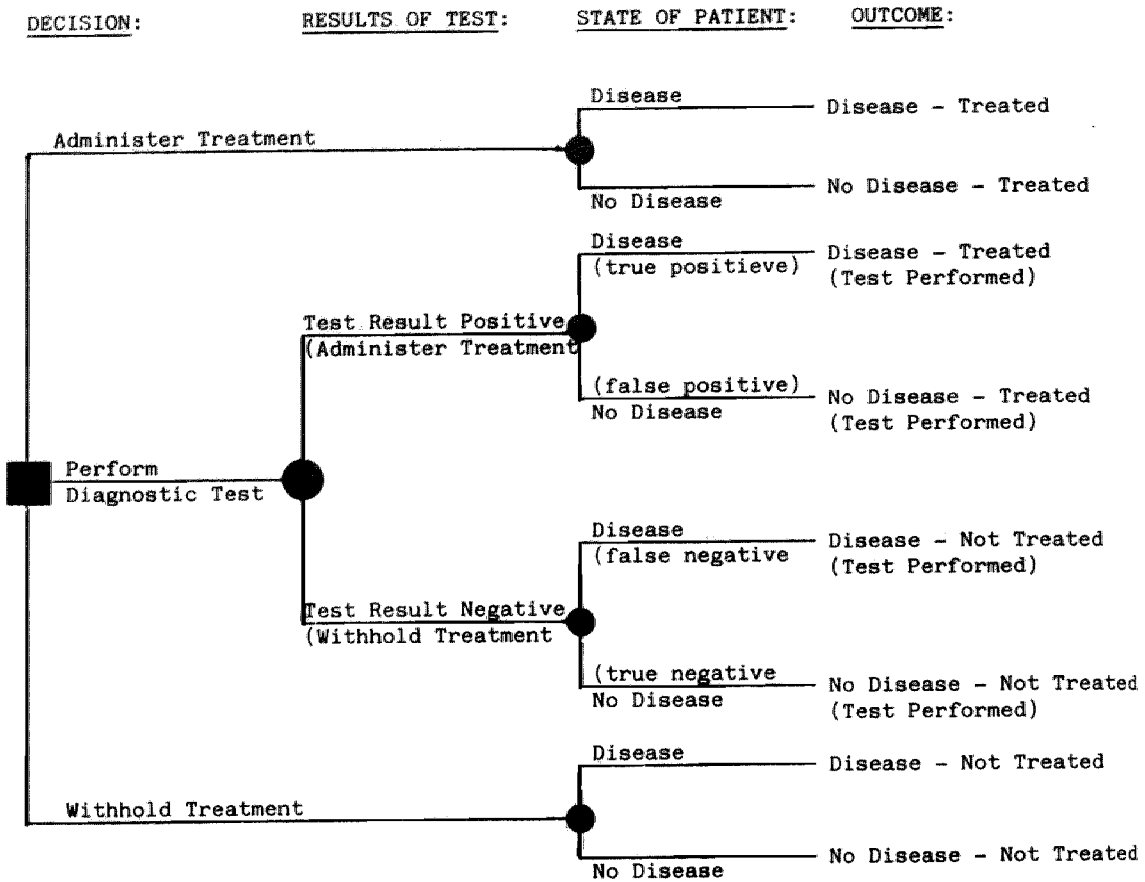 DECISION: RESULTS OF TEST: STATE OF PATIENT: OUTCOME:
Disease
Disease - Treated
Administer Treatment
No Disease - Treated
No Disease
Disease
(true positieve)
Disease - Treated
(Test Performed)
Test Result Positive
(Administer Treatment
(false positive)
No Disease
No Disease - Treated
(Test Performed)
Perform
Diagnostic Test
Disease
(false negative
Disease - Not Treated
(Test Performed)
Test Result Negative
(Withhold Treatment
(true negative
No Disease
No Disease - Not Treated
(Test Performed)
Disease
Disease - Not Treated
Withhold Treatment
No Disease - Not Treated
No Disease